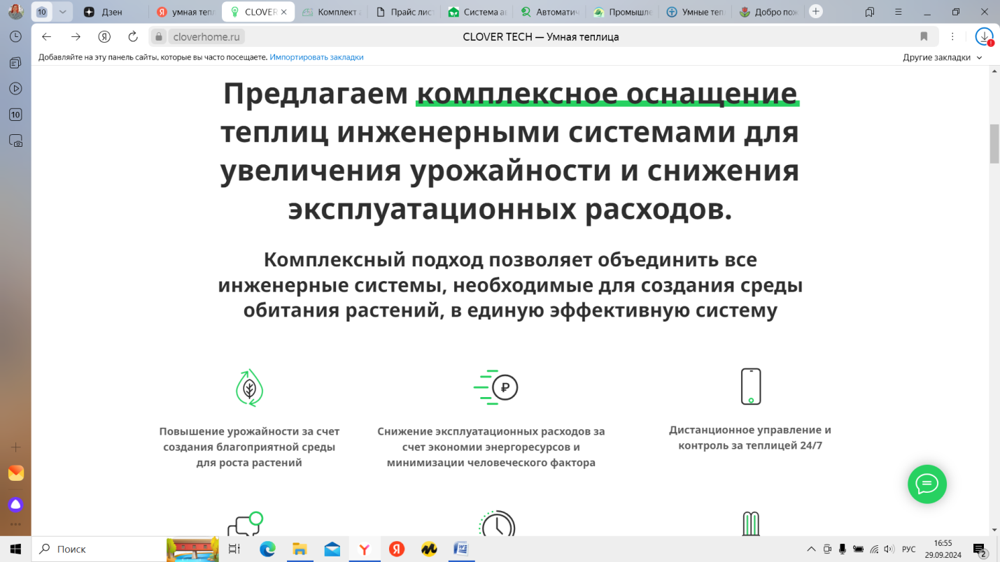 10
Дзен
умная тепл
CLOVER
Комплект а
Прайс лист
Система ав
Автоматич
Промышле
Умные теп
Добро пож
cloverhome.ru
CLOVER TECH — Умная теплица
Добавляйте на эту панель сайты, которые вы часто посещаете. Импортировать закладки
Другие закладки
10
Предлагаем комплексное оснащение
теплиц инженерными системами для
увеличения урожайности и снижения
эксплуатационных расходов.
Комплексный подход позволяет объединить все
инженерные системы, необходимые для создания среды
обитания растений, в единую эффективную систему
Повышение урожайности за счет
создания благоприятной среды
для роста растений
Снижение эксплуатационных расходов за
счет экономии энергоресурсов и
минимизации человеческого фактора
Дистанционное управление и
контроль за теплицей 24/7
Поиск
РУС
16:55
29.09.2024
2